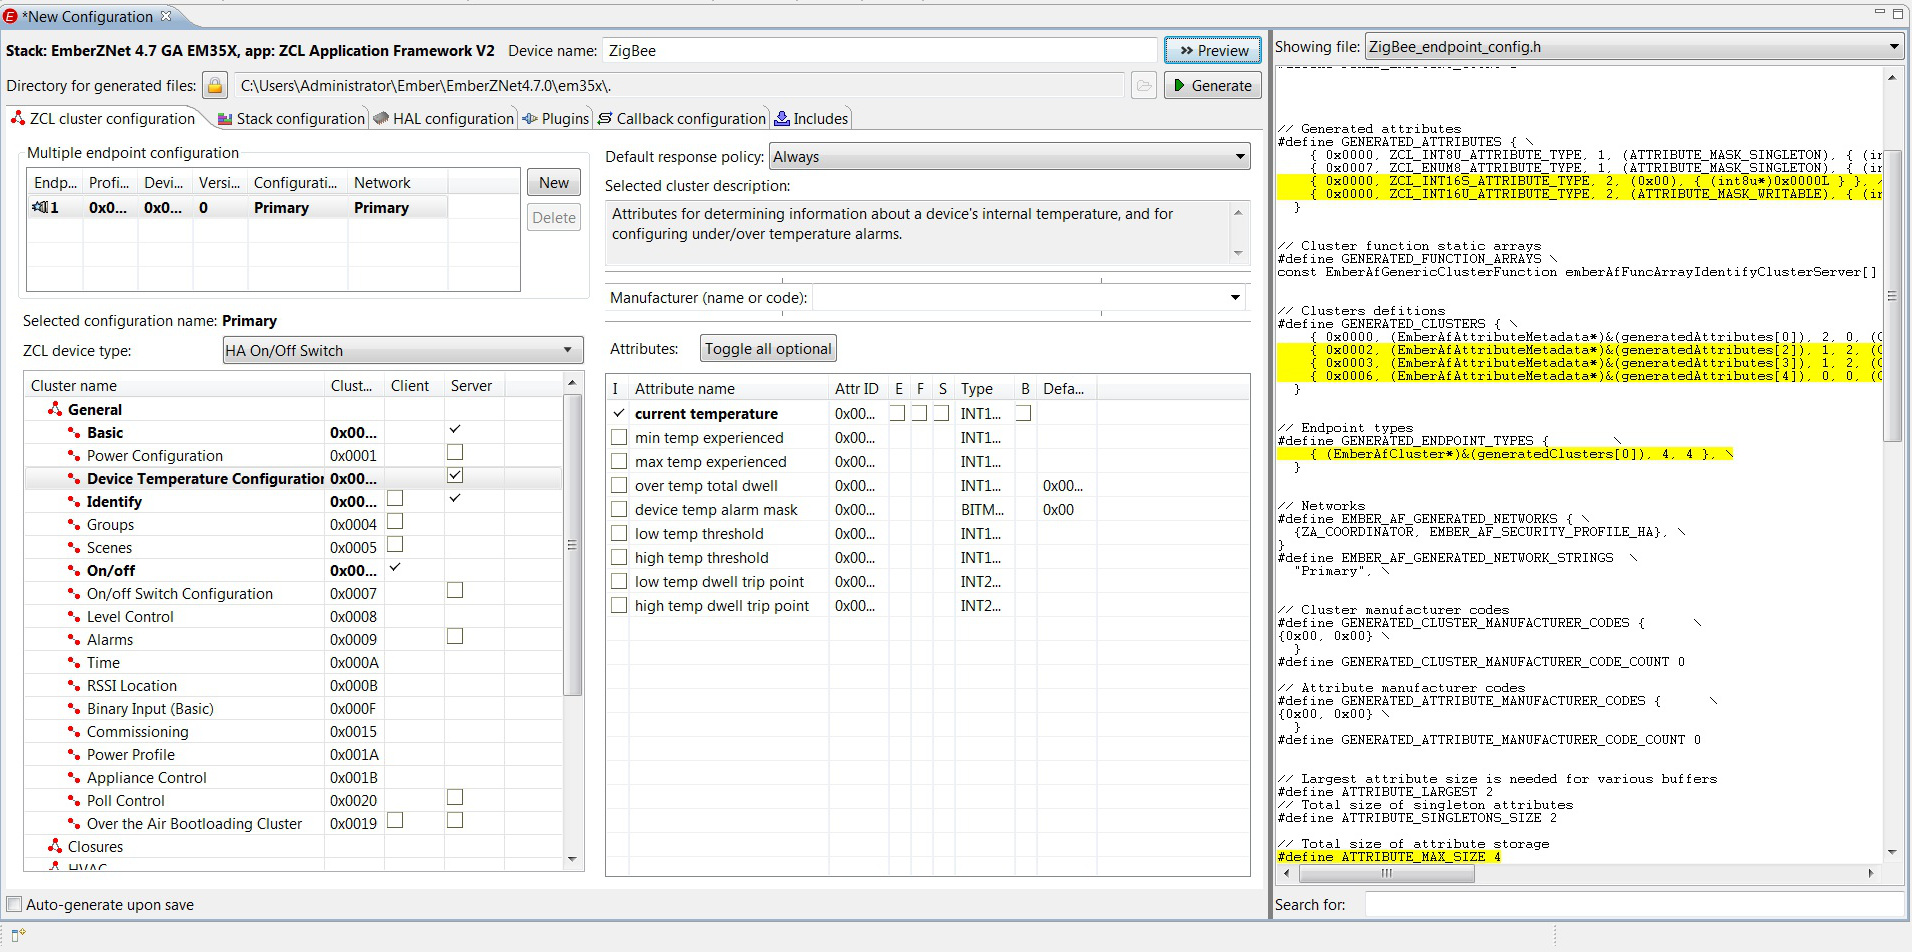 *New Configuration
Stack: EmberZNet 4.7 GA EM35X, app: ZCL Application Framework V2 Device name: ZigBee Preview
Directory for generated files: C:\Users\Administrator\Ember\EmberZNet4.7.0\em35x\. Generate
ZCL cluster configuration Stack configuration HAL configuration Plugins Callback configuration Includes
Multiple endpoint configuration
Endp... Profi... Devi... Versi... Configurati... Network
1 0x0... 0x0... 0 Primary Primary
New
Delete
Selected configuration name: Primary
ZCL device type: HA On/Off Switch
Cluster name Clust... Client Server
General
Basic 0x00...
Power Configuration 0x0001
Device Temperature Configuration 0x00...
Identify 0x00...
Groups 0x0004
Scenes 0x0005
On/off 0x00...
On/off Switch Configuration 0x0007
Level Control 0x0008
Alarms 0x0009
Time 0x000A
RSSI Location 0x000B
Binary Input (Basic) 0x000F
Commissioning 0x0015
Power Profile 0x001A
Appliance Control 0x001B
Poll Control 0x0020
Over the Air Bootloading Cluster 0x0019
Closures
HVAC
Auto-generate upon save
Default response policy: Always
Selected cluster description:
Attributes for determining information about a device's internal temperature, and for
configuring under/over temperature alarms.
Manufacturer (name or code):
Attributes: Toggle all optional
I Attribute name Attr ID E F S Type B Defa...
current temperature 0x00... INT1...
min temp experienced 0x00... INT1...
max temp experienced 0x00... INT1...
over temp total dwell 0x00... INT1... 0x00...
device temp alarm mask 0x00... BITM... 0x00
low temp threshold 0x00... INT1...
high temp threshold 0x00... INT1...
low temp dwell trip point 0x00... INT2...
high temp dwell trip point 0x00... INT2...
Showing file: ZigBee_endpoint_config.h
// Generated attributes
#define GENERATED_ATTRIBUTES { \
{ 0x0000, ZCL_INT8U_ATTRIBUTE_TYPE, 1, (ATTRIBUTE_MASK_SINGLETON), { (in
{ 0x0007, ZCL_ENUM8_ATTRIBUTE_TYPE, 1, (ATTRIBUTE_MASK_SINGLETON), { (in
{ 0x0000, ZCL_INT16S_ATTRIBUTE_TYPE, 2, (0x00), { (int8u*)0x0000L } }, \
{ 0x0000, ZCL_INT16U_ATTRIBUTE_TYPE, 2, (ATTRIBUTE_MASK_WRITABLE), { (in
}
// Cluster function static arrays
#define GENERATED_FUNCTION_ARRAYS \
const EmberAfGenericClusterFunction emberAfFuncArrayIdentifyClusterServer[]
// Clusters defitions
#define GENERATED_CLUSTERS { \
{ 0x0000, (EmberAfAttributeMetadata*)&(generatedAttributes[0]), 2, 0, (C
{ 0x0002, (EmberAfAttributeMetadata*)&(generatedAttributes[2]), 1, 2, (C
{ 0x0003, (EmberAfAttributeMetadata*)&(generatedAttributes[3]), 1, 2, (C
{ 0x0006, (EmberAfAttributeMetadata*)&(generatedAttributes[4]), 0, 0, (C
}
// Endpoint types
#define GENERATED_ENDPOINT_TYPES { \
{ (EmberAfCluster*)&(generatedClusters[0]), 4, 4 }, \
}
// Networks
#define EMBER_AF_GENERATED_NETWORKS { \
{ZA_COORDINATOR, EMBER_AF_SECURITY_PROFILE_HA}, \
}
#define EMBER_AF_GENERATED_NETWORK_STRINGS \
"Primary", \
// Cluster manufacturer codes
#define GENERATED_CLUSTER_MANUFACTURER_CODES { \
{0x00, 0x00} \
}
#define GENERATED_CLUSTER_MANUFACTURER_CODE_COUNT 0
// Attribute manufacturer codes
#define GENERATED_ATTRIBUTE_MANUFACTURER_CODES { \
{0x00, 0x00} \
}
#define GENERATED_ATTRIBUTE_MANUFACTURER_CODE_COUNT 0
// Largest attribute size is needed for various buffers
#define ATTRIBUTE_LARGEST 2
// Total size of singleton attributes
#define ATTRIBUTE_SINGLETONS_SIZE 2
// Total size of attribute storage
#define ATTRIBUTE_MAX_SIZE 4
Search for: